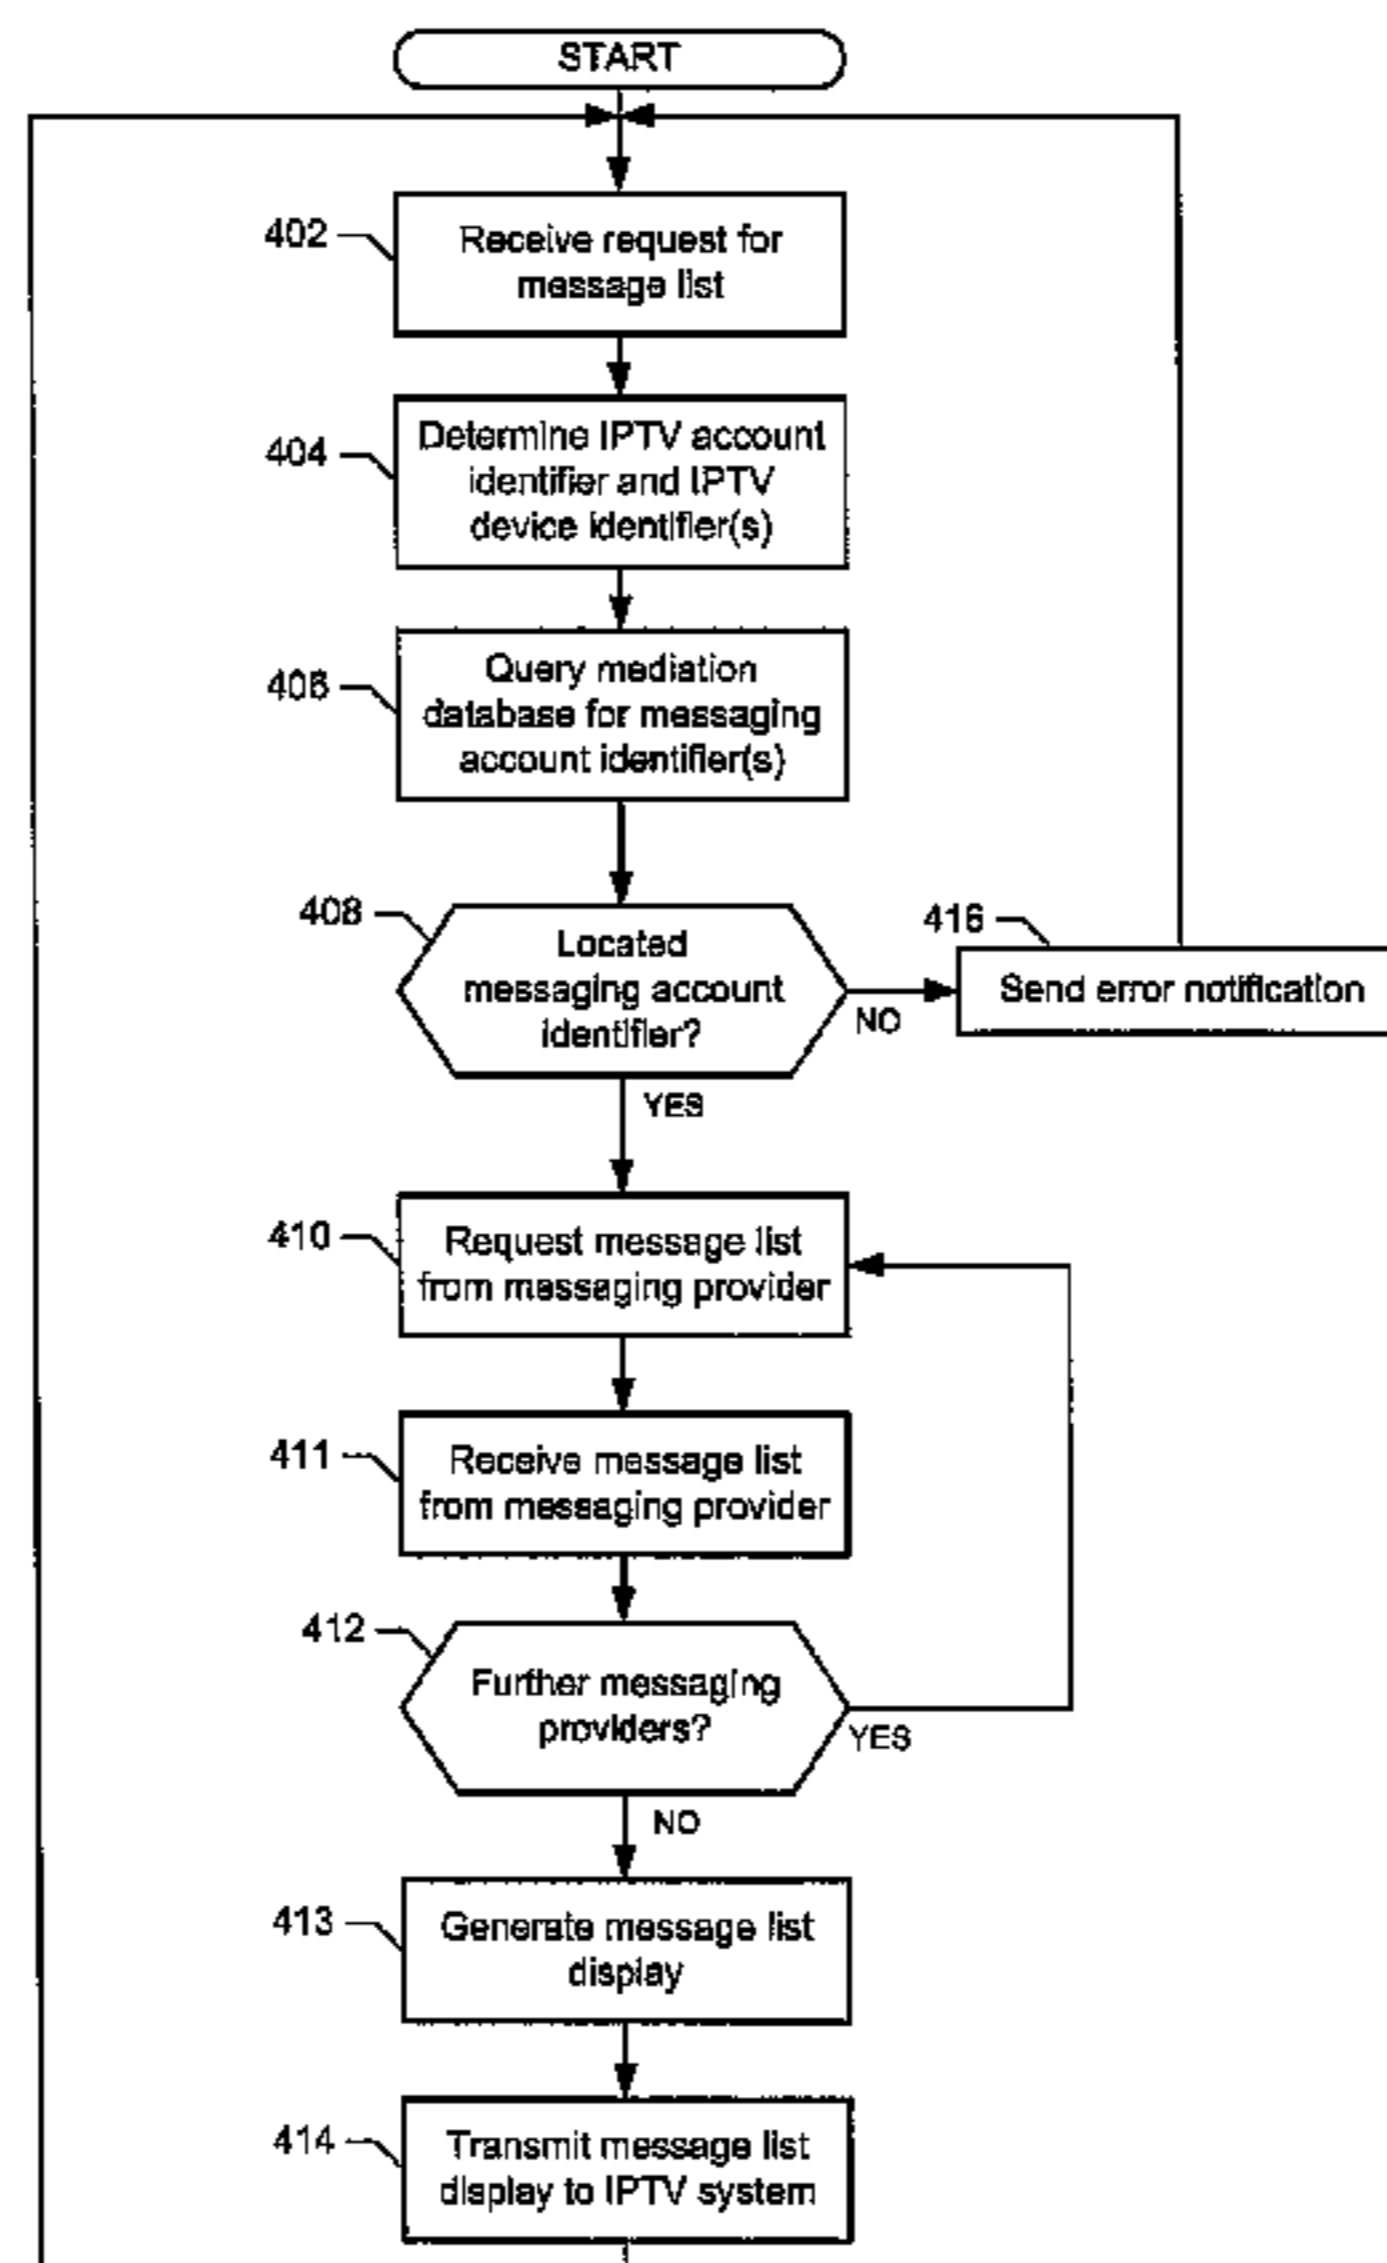 START
402
Receive request for
message list
404
Determine IPTV account
identifier and IPTV
device identifier(s)
406
Query mediation
database for messaging
account identifier(s)
408
Located
messaging account
identifier?
NO
416
Send error notification
YES
410
Request message list
from messaging provider
411
Receive message list
from messaging provider
412
Further messaging
providers?
YES
NO
413
Generate message list
display
414
Transmit message list
display to IPTV system